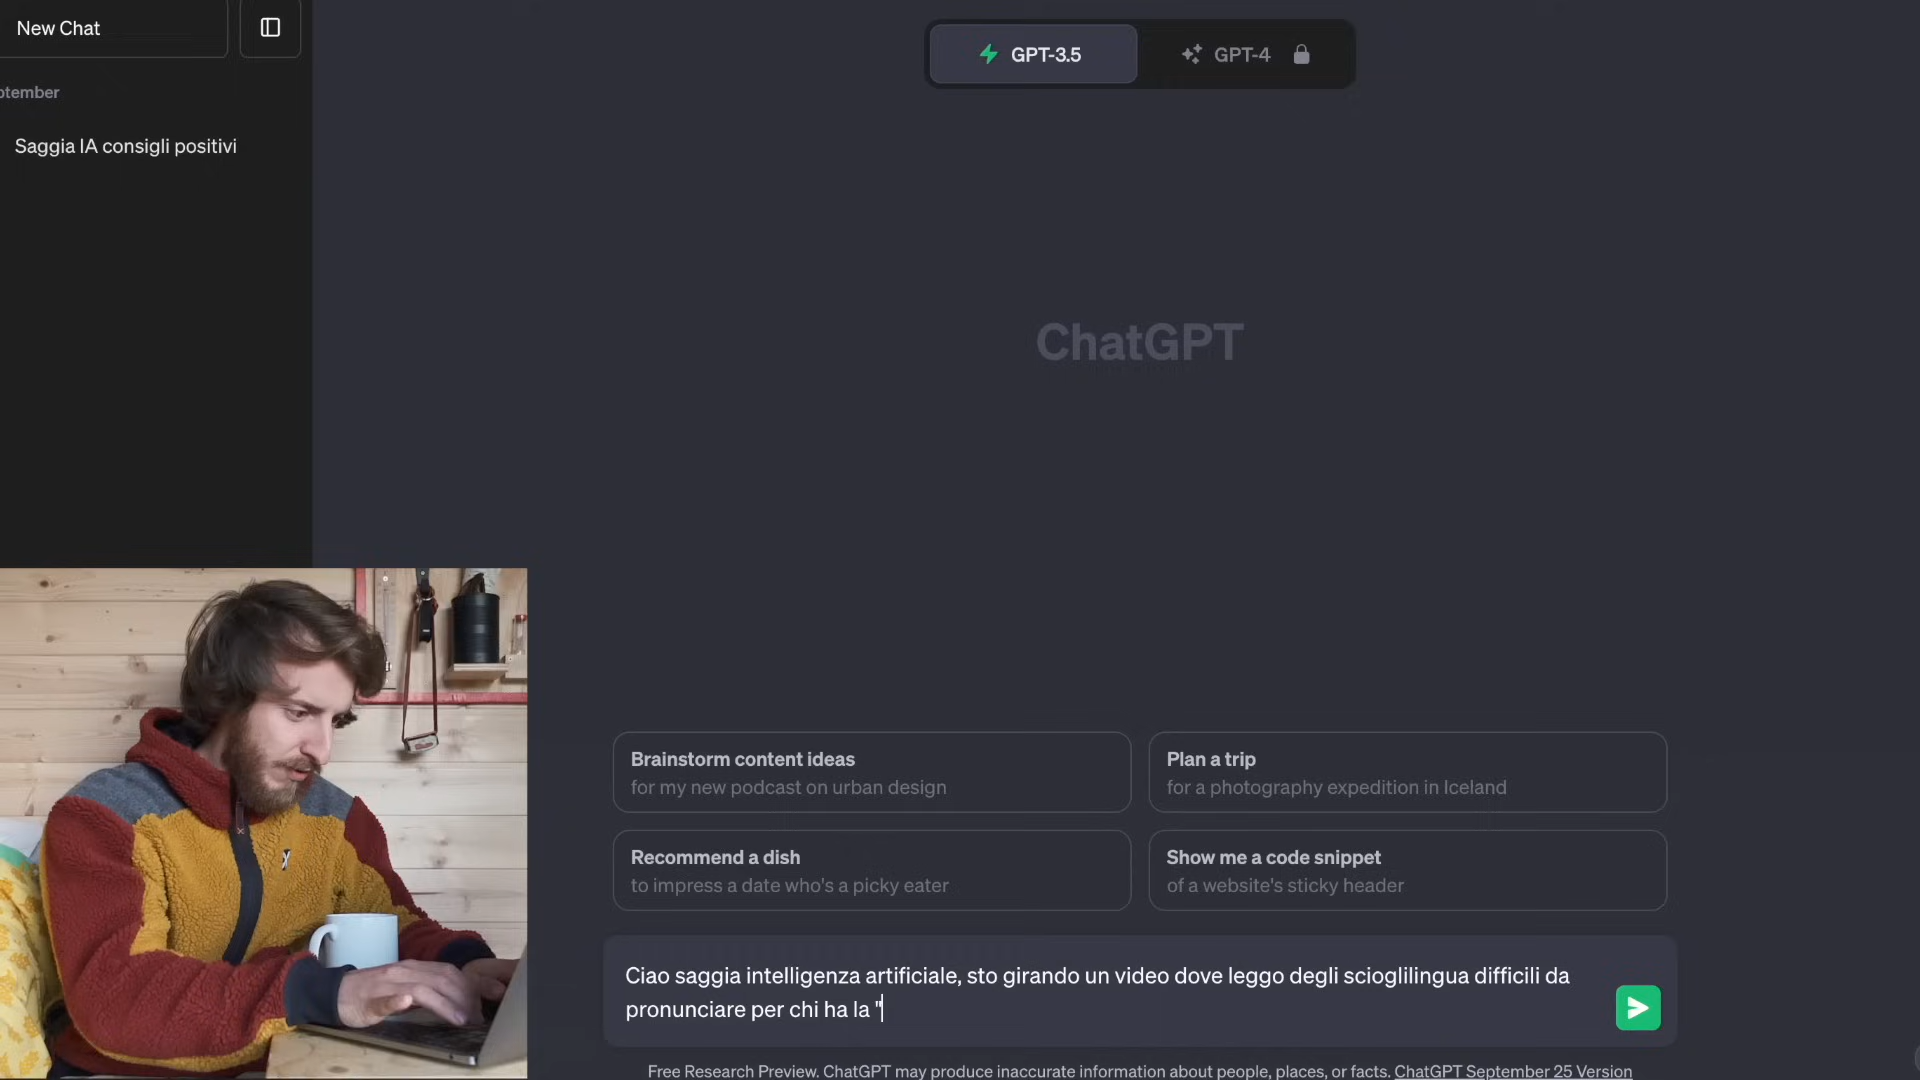 New Chat
GPT-3.5
GPT-4
ptember
Saggia IA consigli positivi
ChatGPT
Brainstorm content ideas
for my new podcast on urban design
Plan a trip
for a photography expedition in Iceland
Recommend a dish
to impress a date who's a picky eater
Show me a code snippet
of a website's sticky header
Ciao saggia intelligenza artificiale, sto girando un video dove leggo degli scioglilingua difficili da
pronunciare per chi ha la "
Free Research Preview. ChatGPT may produce inaccurate information about people, places, or facts. ChatGPT September 25 Version